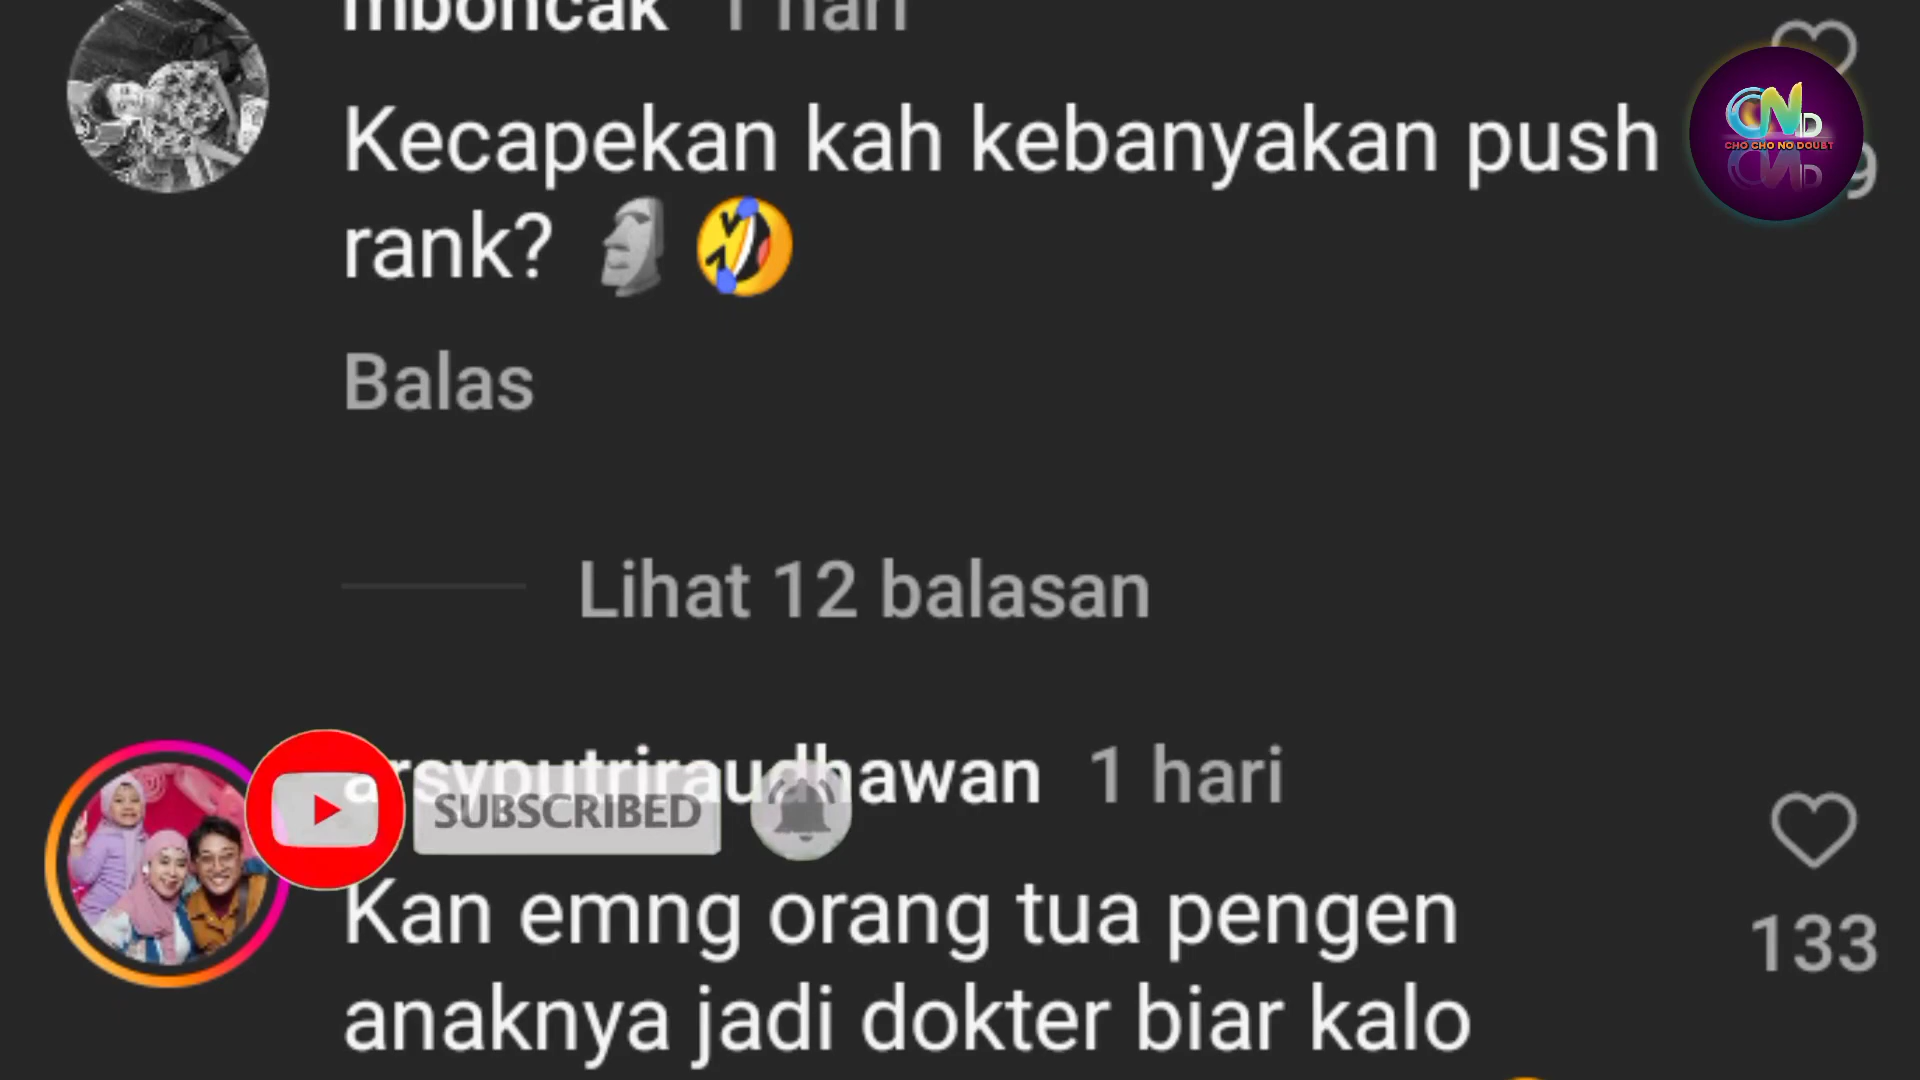 mboncak 1 hari
Kecapekan kah kebanyakan push
rank? 🗿 🤣
Balas
Lihat 12 balasan
arsyputriraudhawan 1 hari
SUBSCRIBED
Kan emng orang tua pengen
133
anaknya jadi dokter biar kalo
CND
CHO CHO NO DOUBT